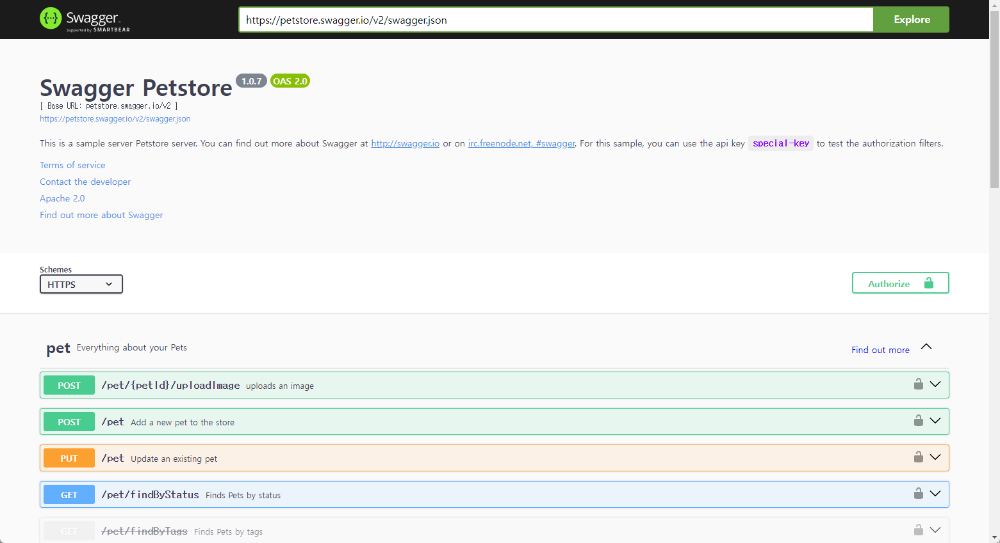 Swagger
Supported by SMARTBEAR
https://petstore.swagger.io/v2/swagger.json
Explore
Swagger Petstore 1.0.7 OAS 2.0
[ Base URL: petstore.swagger.io/v2 ]
https://petstore.swagger.io/v2/swagger.json
This is a sample server Petstore server. You can find out more about Swagger at http://swagger.io or on irc.freenode.net, #swagger. For this sample, you can use the api key special-key to test the authorization filters.
Terms of service
Contact the developer
Apache 2.0
Find out more about Swagger
Schemes
HTTPS
Authorize
pet Everything about your Pets
Find out more
POST /pet/{petId}/uploadImage uploads an image
POST /pet Add a new pet to the store
PUT /pet Update an existing pet
GET /pet/findByStatus Finds Pets by status
GET /pet/findByTags Finds Pets by tags